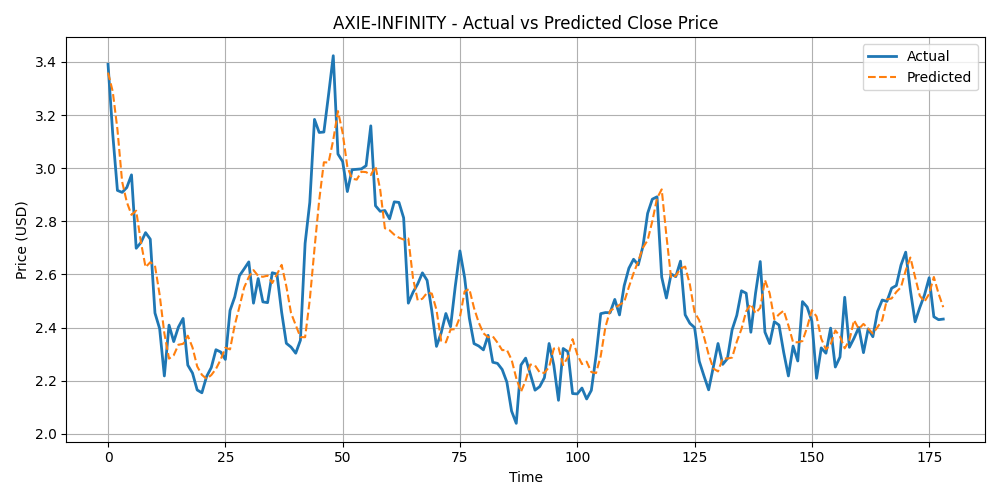 AXIE-INFINITY - Actual vs Predicted Close Price
Actual
Predicted
Price (USD)
3.4
3.2
3.0
2.8
2.6
2.4
2.2
2.0
0 25 50 75 100 125 150 175
Time